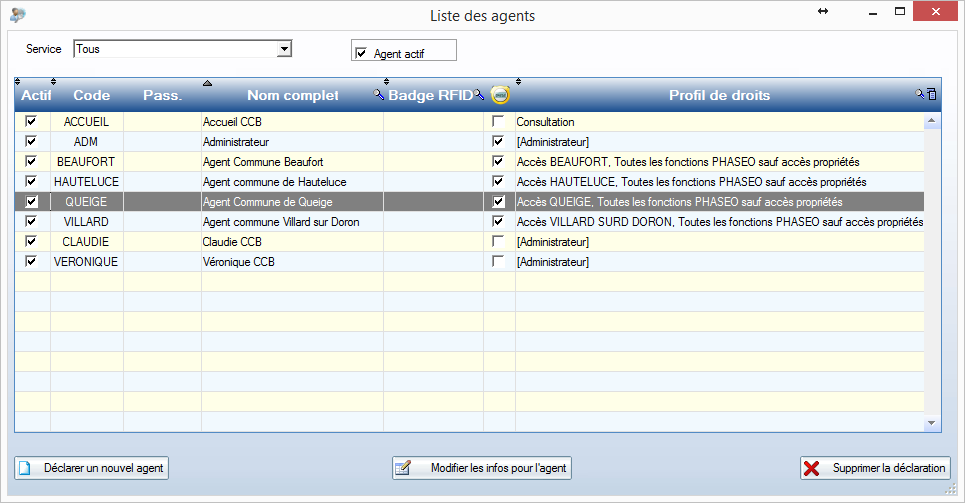 Liste des agents
Service Tous Agent actif
Actif Code Pass. Nom complet Badge RFID Profil de droits
ACCUEIL Accueil CCB Consultation
ADM Administrateur [Administrateur]
BEAUFORT Agent Commune Beaufort Accès BEAUFORT, Toutes les fonctions PHASEO sauf accès propriétés
HAUTELUCE Agent commune de Hauteluce Accès HAUTELUCE, Toutes les fonctions PHASEO sauf accès propriétés
QUEIGE Agent Commune de Queige Accès QUEIGE, Toutes les fonctions PHASEO sauf accès propriétés
VILLARD Agent commune Villard sur Doron Accès VILLARD SURD DORON, Toutes les fonctions PHASEO sauf accès propriétés
CLAUDIE Claudie CCB [Administrateur]
VERONIQUE Véronique CCB [Administrateur]
Déclarer un nouvel agent Modifier les infos pour l'agent Supprimer la déclaration